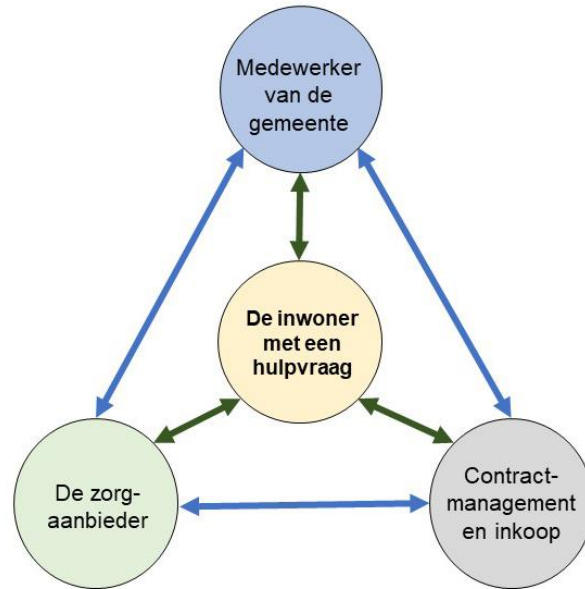 Medewerker
van de
gemeente
De inwoner
met een
hulpvraag
De zorg-
aanbieder
Contract-
management
en inkoop